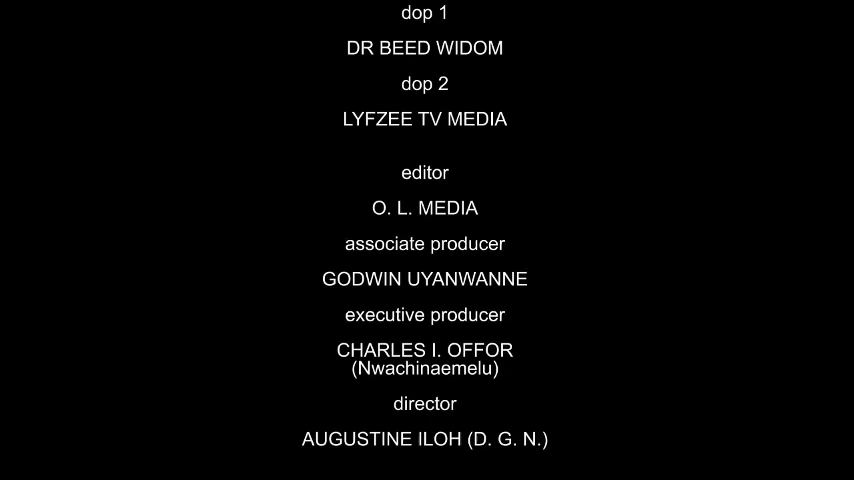 dop 1
DR BEED WIDOM
dop 2
LYFZEE TV MEDIA
editor
O. L. MEDIA
associate producer
GODWIN UYANWANNE
executive producer
CHARLES I. OFFOR
(Nwachinaemelu)
director
AUGUSTINE ILOH (D. G. N.)